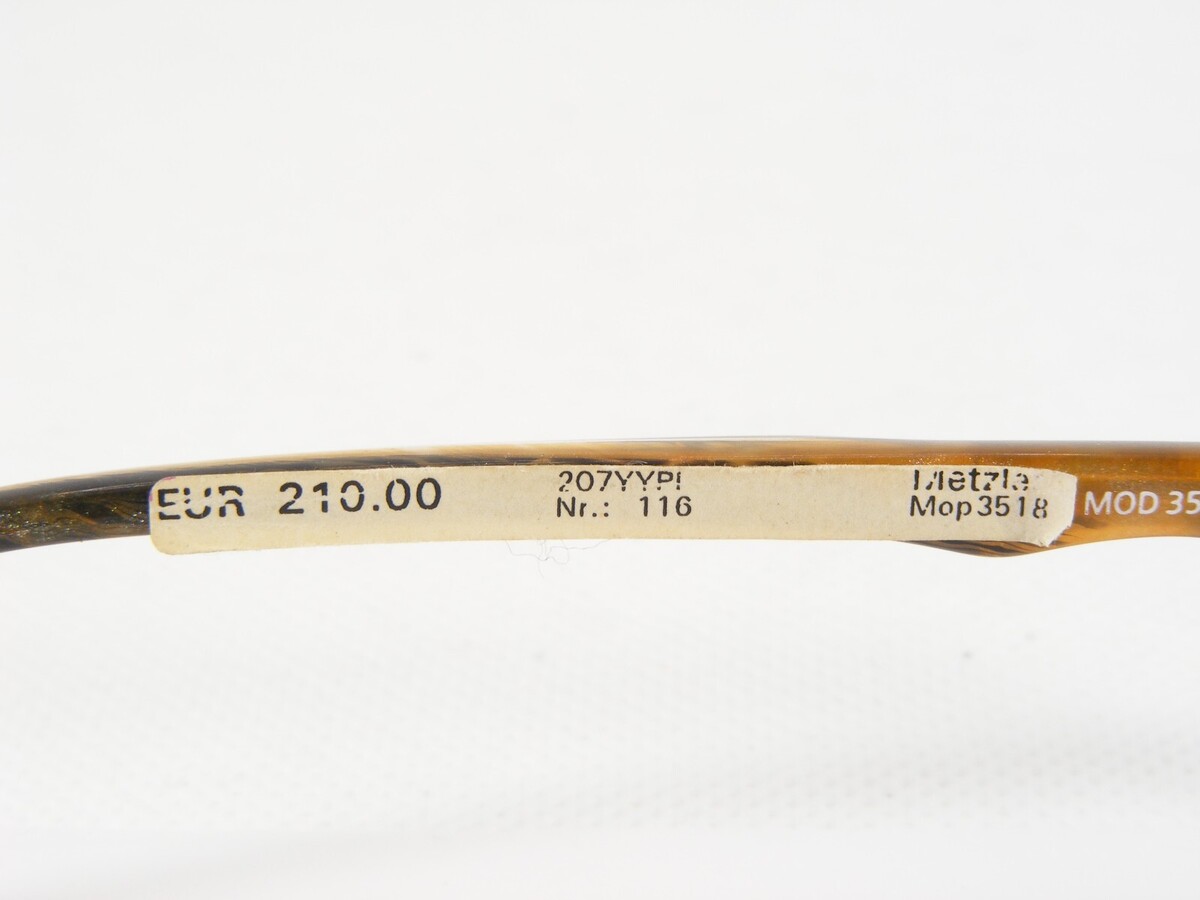 EUR 210.00
207YYPI
Nr.: 116
Metzle
Mop3518
MOD 35